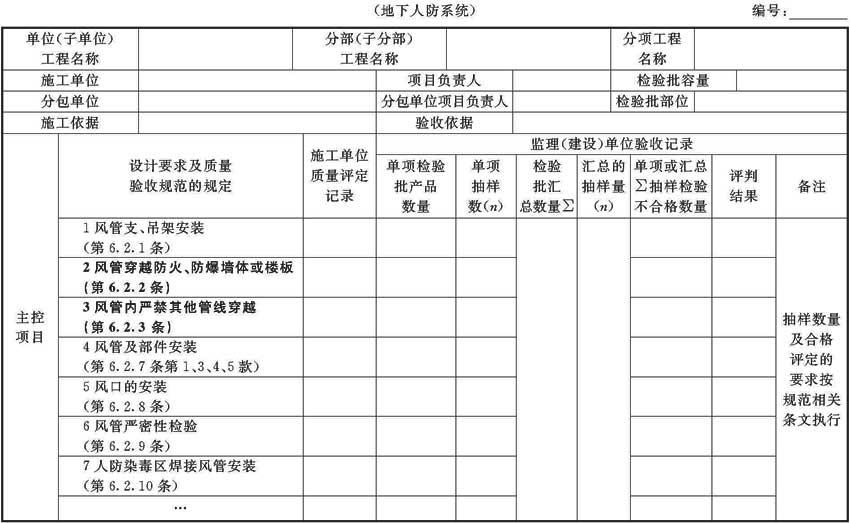 （地下人防系统） 编号：
单位（子单位）
工程名称
分部（子分部）
工程名称
分项工程
名称
施工单位 项目负责人 检验批容量
分包单位 分包单位项目负责人 检验批部位
施工依据 验收依据
设计要求及质量
验收规范的规定
施工单位
质量评定
记录
监理（建设）单位验收记录
单项检验
批产品
数量
单项
抽样
数（n）
检验
批汇
总数量∑
汇总的
抽样量
（n）
单项或汇总
∑抽样检验
不合格数量
评判
结果
备注
主控
项目
1 风管支、吊架安装
（第 6.2.1 条）
2 风管穿越防火、防爆墙体或楼板
（第 6.2.2 条）
3 风管内严禁其他管线穿越
（第 6.2.3 条）
4 风管及部件安装
（第 6.2.7 条第 1、3、4、5 款）
5 风口的安装
（第 6.2.8 条）
6 风管严密性检验
（第 6.2.9 条）
7 人防染毒区焊接风管安装
（第 6.2.10 条）
…
抽样数量
及合格
评定的
要求按
规范相关
条文执行